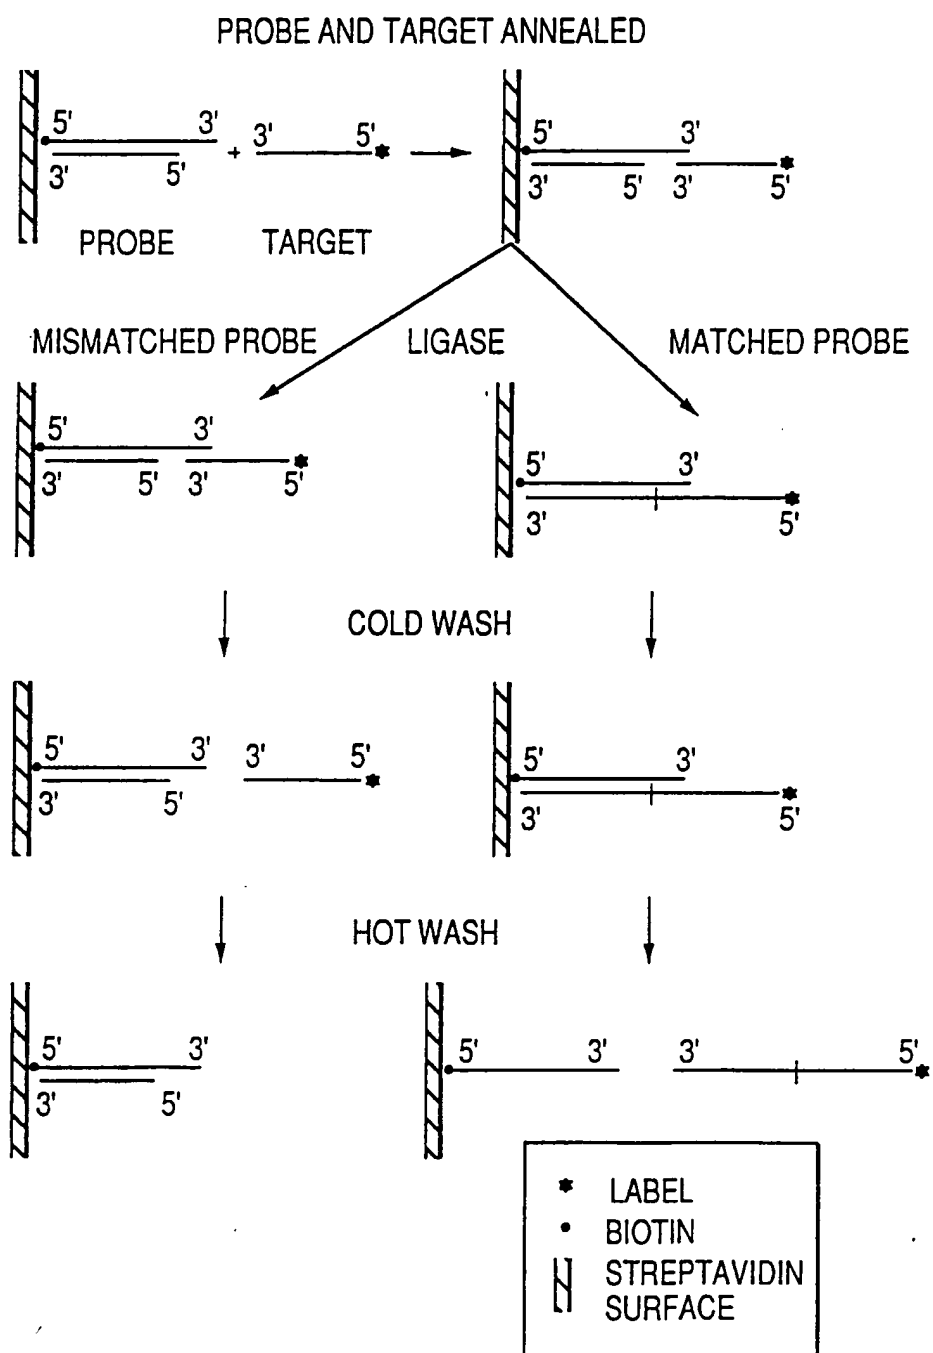 PROBE AND TARGET ANNEALED
5' 3' 3' 5' 5' 3'
+
3' 5' 3' 5' 3' 5'
PROBE TARGET
MISMATCHED PROBE LIGASE MATCHED PROBE
5' 3' 5' 3'
3' 5' 3' 5' 3' 5'
COLD WASH
5' 3' 3' 5' 5' 3'
3' 5' 3' 5'
HOT WASH
5' 3' 5' 3' 3' 5'
3' 5'
* LABEL
• BIOTIN
STREPTAVIDIN
SURFACE